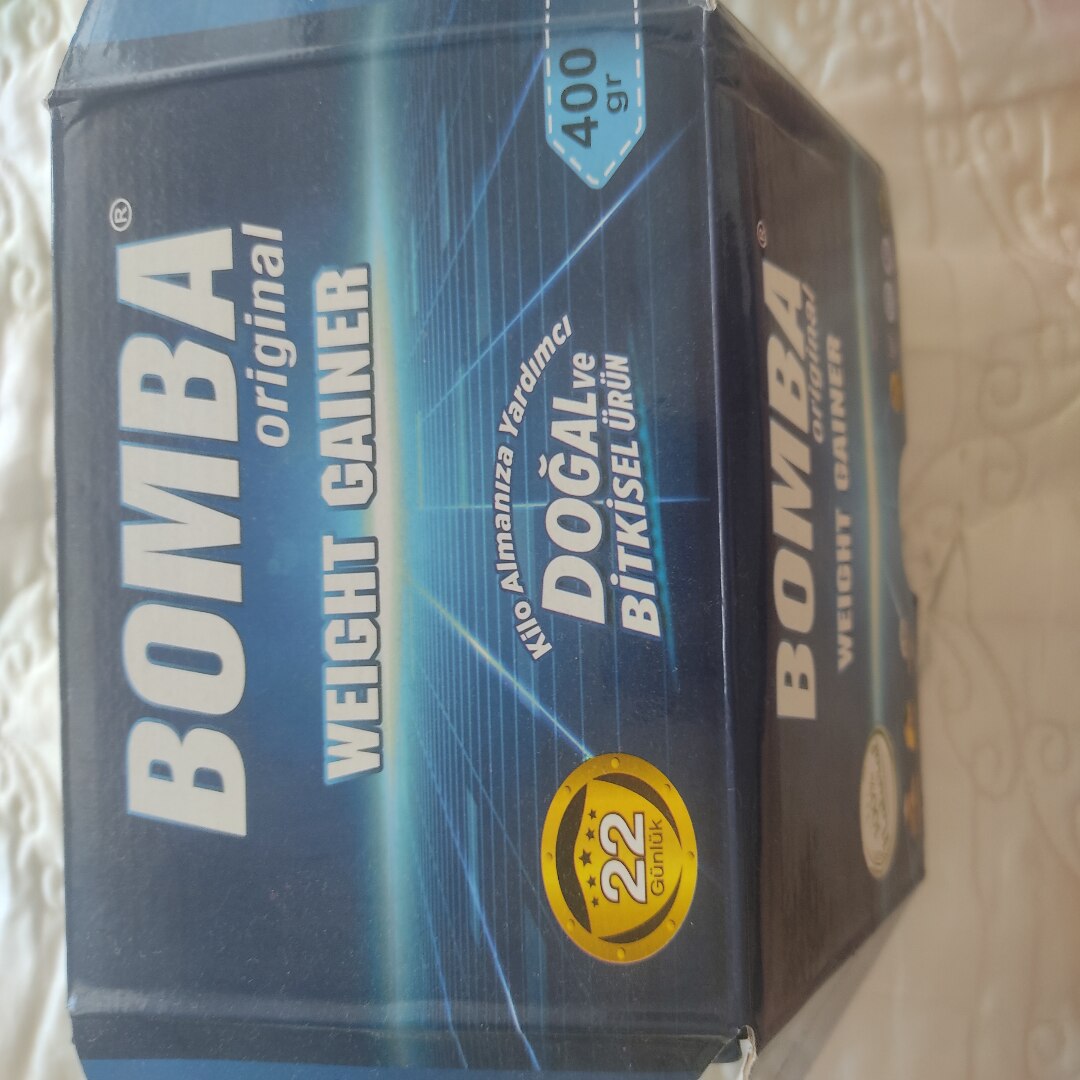 BOMBA®
original
WEIGHT GAINER
400
gr
Kilo Almanıza Yardımcı
DOĞAL ve
BİTKİSEL ÜRÜN
22
Günlük
BOMBA®
original
WEIGHT GAINER